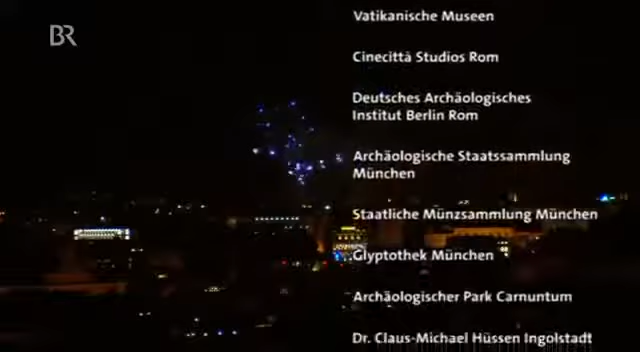 BR
Vatikanische Museen
Cinecittà Studios Rom
Deutsches Archäologisches
Institut Berlin Rom
Archäologische Staatssammlung
München
Staatliche Münzsammlung München
Glyptothek München
Archäologischer Park Carnuntum
Dr. Claus-Michael Hüssen Ingolstadt